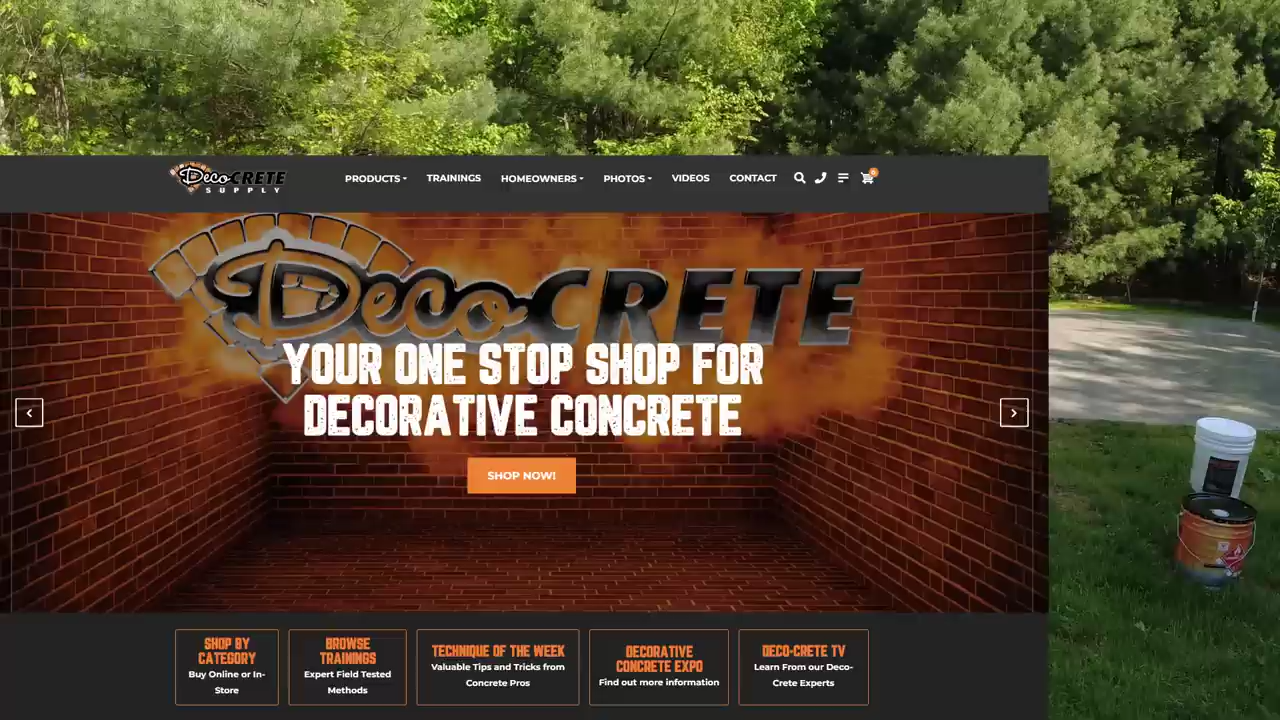 Deco-CRETE
SUPPLY
PRODUCTS
TRAININGS
HOMEOWNERS
PHOTOS
VIDEOS
CONTACT
DecoCRETE
YOUR ONE STOP SHOP FOR
DECORATIVE CONCRETE
SHOP NOW!
SHOP BY
CATEGORY
Buy Online or In-
Store
BROWSE
TRAININGS
Expert Field Tested
Methods
TECHNIQUE OF THE WEEK
Valuable Tips and Tricks from
Concrete Pros
DECORATIVE
CONCRETE EXPO
Find out more information
DECO-CRETE TV
Learn From our Deco-
Crete Experts